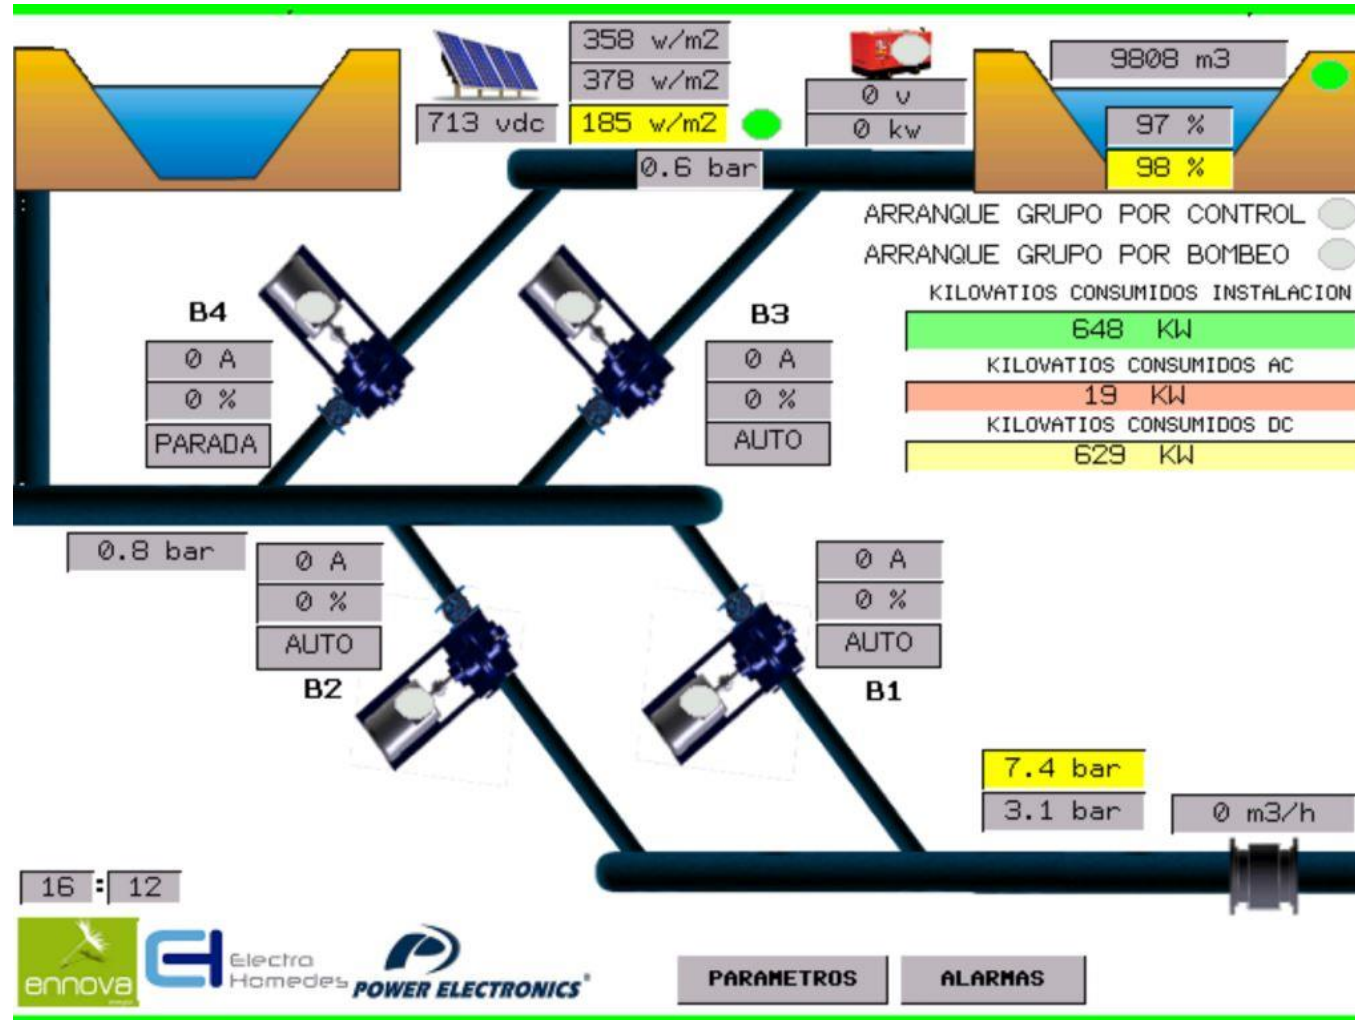 358 w/m2
378 w/m2
713 vdc
185 w/m2
0 v
0 kw
9808 m3
97 %
98 %
0.6 bar
ARRANQUE GRUPO POR CONTROL
ARRANQUE GRUPO POR BOMBEO
KILOVATIOS CONSUMIDOS INSTALACION
648 KW
KILOVATIOS CONSUMIDOS AC
19 KW
KILOVATIOS CONSUMIDOS DC
629 KW
B4
0 A
0 %
PARADA
B3
0 A
0 %
AUTO
0.8 bar
0 A
0 %
AUTO
B2
0 A
0 %
AUTO
B1
7.4 bar
3.1 bar
0 m3/h
16 : 12
ennova
Electro
Homedes
POWER ELECTRONICS®
PARAMETROS
ALARMAS